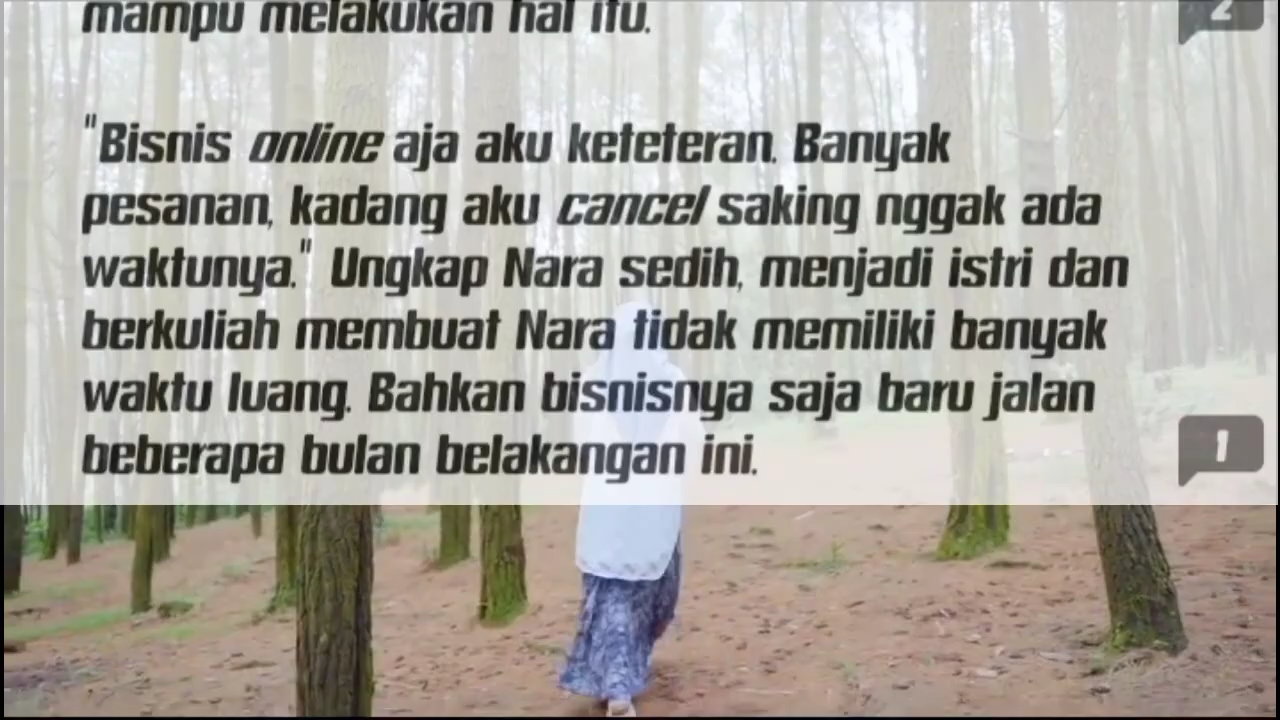 mampu melakukan hal itu.
2
"Bisnis online aja aku keteteran. Banyak
pesanan, kadang aku cancel saking nggak ada
waktunya." Ungkap Nara sedih, menjadi istri dan
berkuliah membuat Nara tidak memiliki banyak
waktu luang. Bahkan bisnisnya saja baru jalan
beberapa bulan belakangan ini.
1